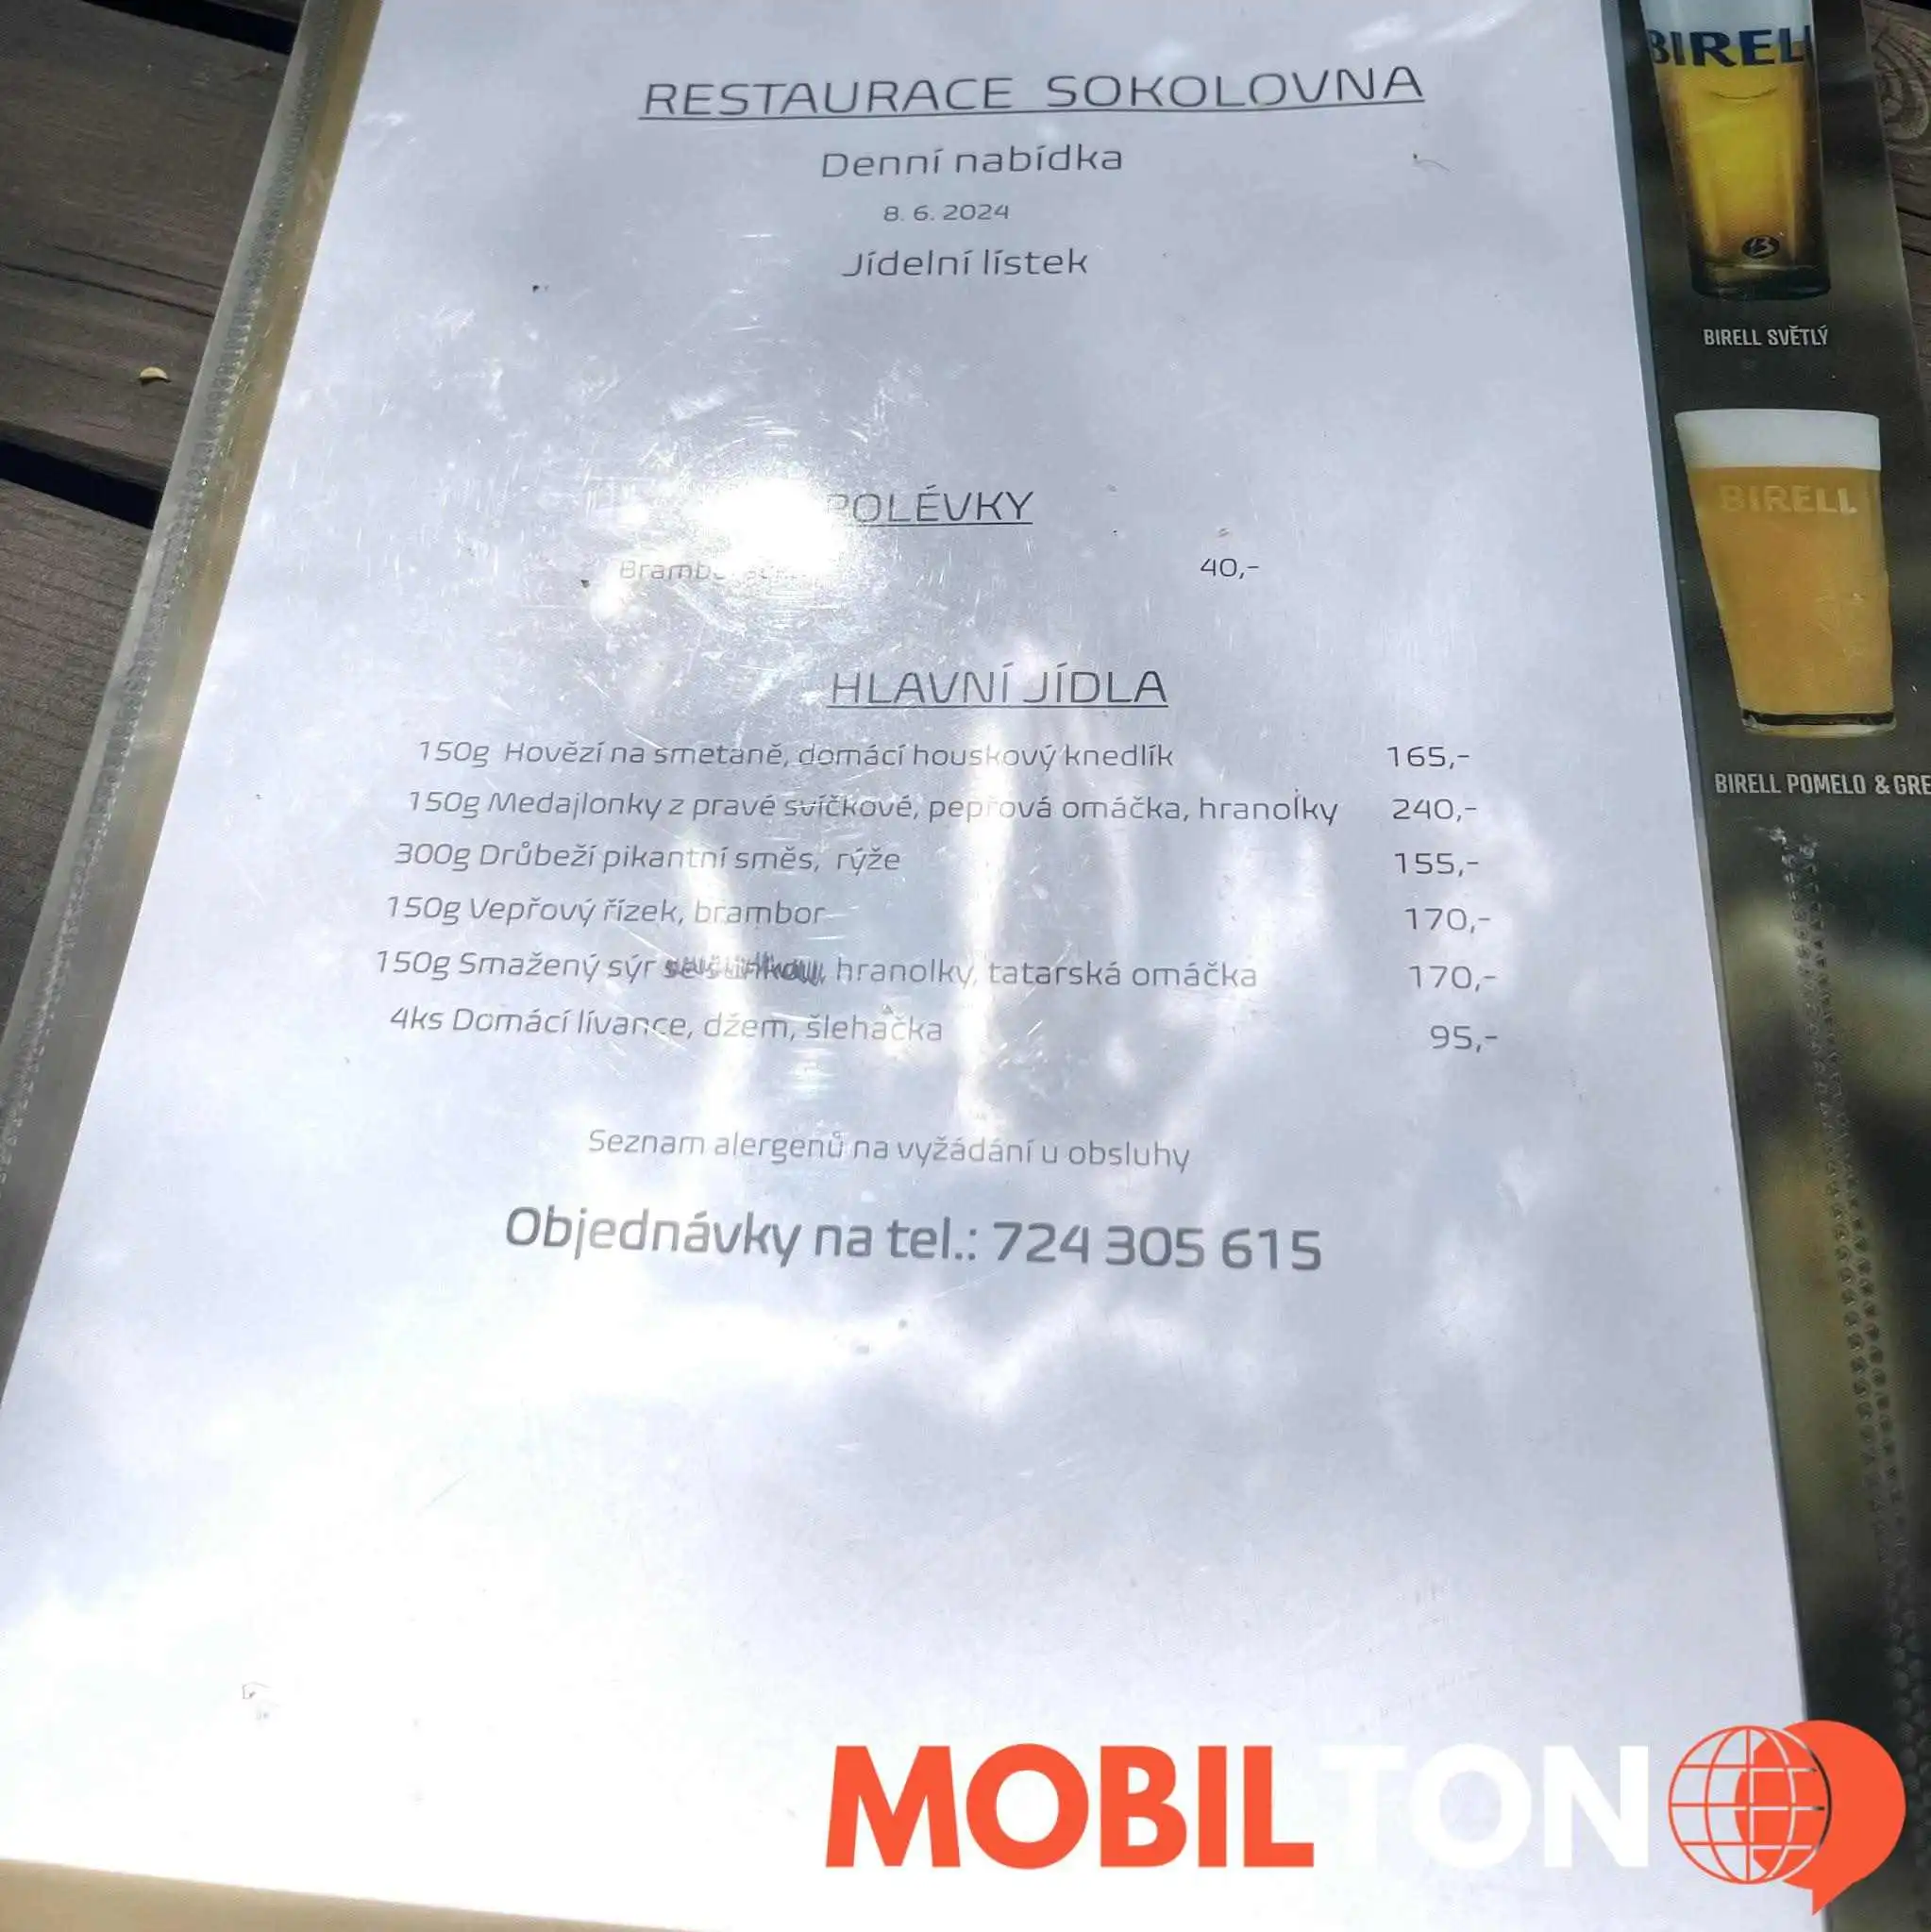 RESTAURACE SOKOLOVNA
Denní nabídka
8. 6. 2024
Jídelní lístek
POLÉVKY
40,-
HLAVNÍ JÍDLA
150g Hovězí na smetaně, domácí houskový knedlík 165,-
150g Medajlonky z pravé svíčkové, pepřová omáčka, hranolky 240,-
300g Drůbeží pikantní směs, rýže 155,-
150g Vepřový řízek, brambor 170,-
150g Smažený sýr hranolky, tatarská omáčka 170,-
4ks Domácí lívance, džem, šlehačka 95,-
Seznam alergenů na vyžádání u obsluhy
Objednávky na tel.: 724 305 615
BIRELL
BIRELL SVĚTLÝ
BIRELL
BIRELL POMELO & GRE
MOBILTON